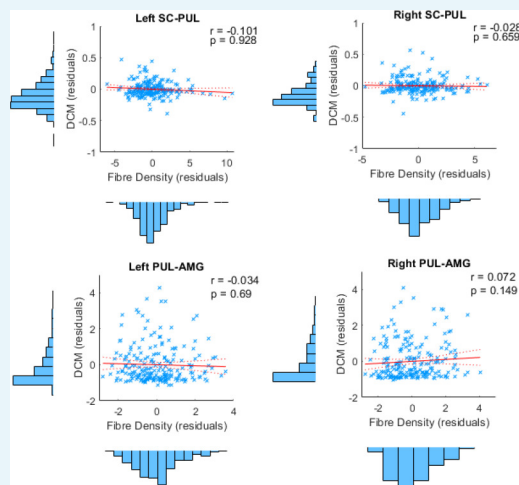 Left SC-PUL
r = -0.101
p = 0.928
1
0.5
0
-0.5
-1
DCM (residuals)
-5
0
5
10
Fibre Density (residuals)
Right SC-PUL
r = -0.028
p = 0.659
1
0.5
0
-0.5
-1
DCM (residuals)
-5
0
5
Fibre Density (residuals)
Left PUL-AMG
r = -0.034
p = 0.69
4
2
0
-2
DCM (residuals)
-2
0
2
4
Fibre Density (residuals)
Right PUL-AMG
r = 0.072
p = 0.149
4
2
0
-2
DCM (residuals)
-2
0
2
4
Fibre Density (residuals)